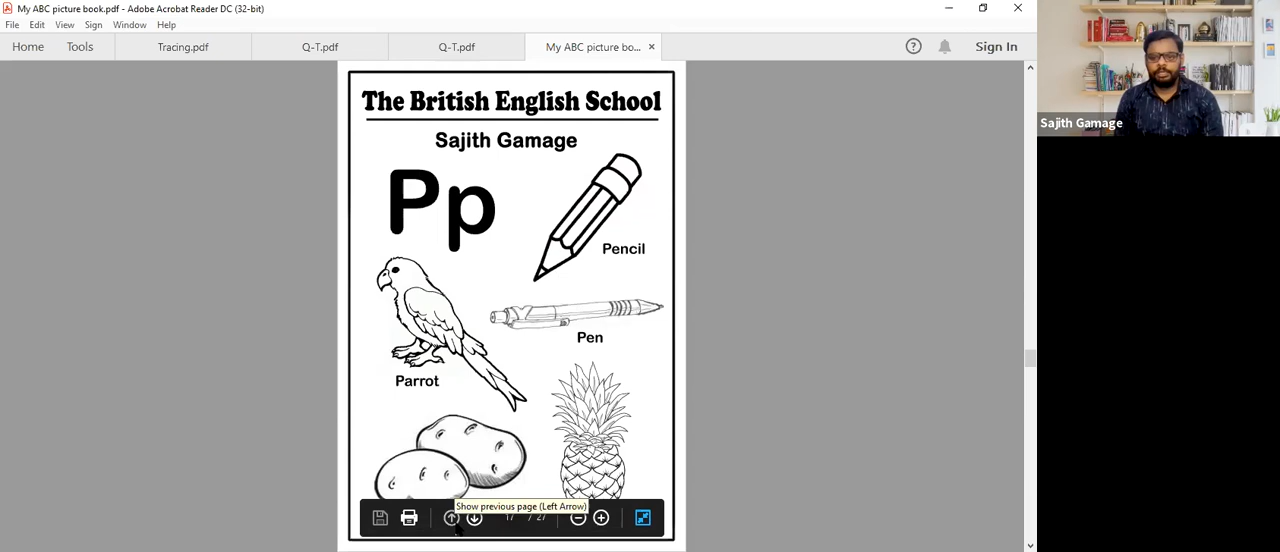 My ABC picture book.pdf - Adobe Acrobat Reader DC (32-bit)
File Edit View Sign Window Help
Home Tools Tracing.pdf Q-T.pdf Q-T.pdf My ABC picture bo... × ? Sign In
The British English School
Sajith Gamage
Pp
Pencil
Pen
Parrot
Show previous page (Left Arrow)
17 / 27
Sajith Gamage